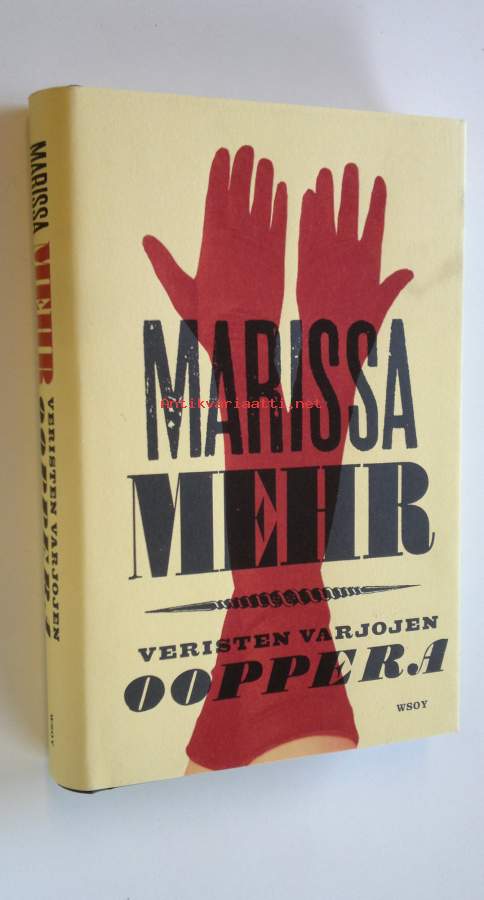 MARISSA
MEHR
VERISTEN VARJOJEN
OOPPERA
WSOY
MARISSA
MEHR
VERISTEN VARJOJEN
OOPPERA
WSOY
Antikvariaatti.net